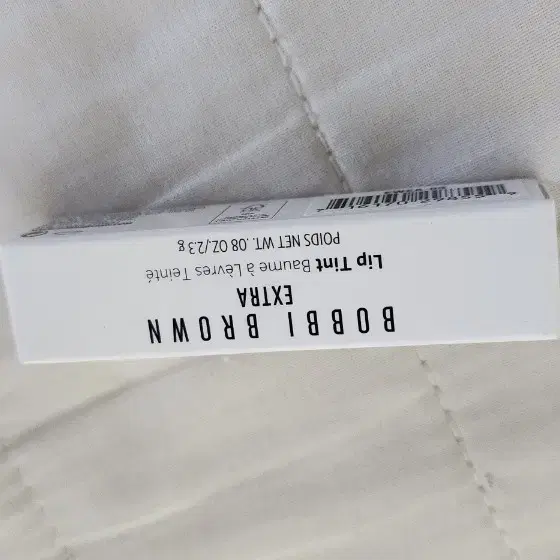 BOBBI BROWN
EXTRA
Lip Tint Baume à Lèvres Teinté
POIDS NET WT. .08 OZ./2.3 g